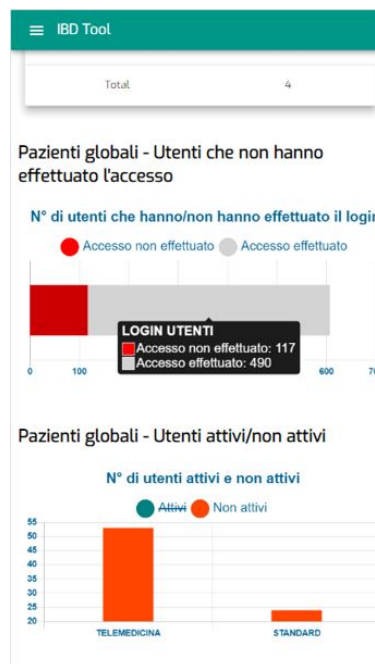 IBD Tool
Total 4
Pazienti globali - Utenti che non hanno
effettuato l'accesso
N° di utenti che hanno/non hanno effettuato il login
Accesso non effettuato Accesso effettuato
LOGIN UTENTI
Accesso non effettuato: 117
Accesso effettuato: 490
0 100 600
Pazienti globali - Utenti attivi/non attivi
N° di utenti attivi e non attivi
Attivi Non attivi
55
50
45
40
35
30
25
20
TELEMEDICINA STANDARD